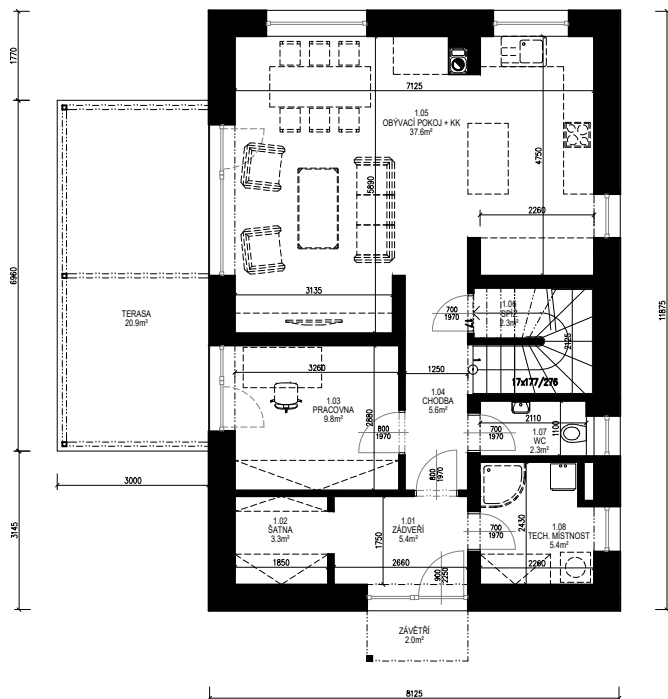 1770
7125
1.05
OBÝVACÍ POKOJ + KK
37.6m²
5890
4750
2260
6960
11875
TERASA
20.9m²
3135
700
1970
1.06
SPÍŽ
2.3m²
2125
17
1
17x177/276
3260
1250
1.03
PRACOVNA
9.8m²
2880
1.04
CHODBA
5.6m²
2110
1100
1.07
WC
2.3m²
800
1970
700
1970
800
1970
3000
3145
1.02
ŠATNA
3.3m²
1.01
ZÁDVEŘÍ
5.4m²
1750
700
1970
2430
1.08
TECH. MÍSTNOST
5.4m²
1850
2660
2260
900
2250
ZÁVĚTŘÍ
2.0m²
8125